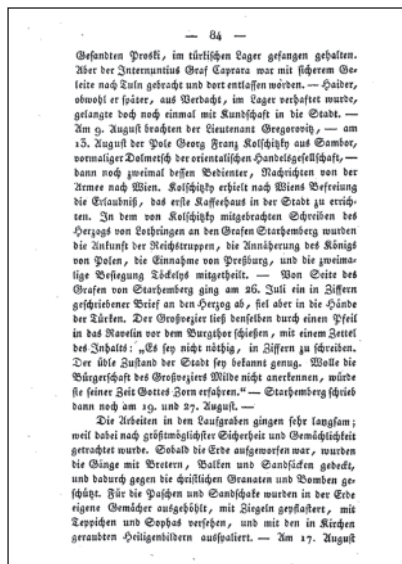 — 84 —
Gesandten Proski, im türkischen Lager gefangen gehalten.
Aber der Internuntius Graf Caprara war mit sicherem Ge-
leite nach Tuln gebracht und dort entlassen worden. — Haider,
obwohl er später, aus Verdacht, im Lager verhaftet wurde,
gelangte doch noch einmal mit Kundschaft in die Stadt. —
Am 9. August brachten der Lieutenant Gregorovitz, — am
13. August der Pole Georg Franz Kolschitzky aus Sambor,
vormaliger Dolmetsch der orientalischen Handelsgesellschaft, —
dann noch zweimal dessen Bedienter, Nachrichten von der
Armee nach Wien. Kolschitzky erhielt nach Wiens Befreiung
die Erlaubniß, das erste Kaffeehaus in der Stadt zu errich-
ten. In dem von Kolschitzky mitgebrachten Schreiben des
Herzogs von Lothringen an den Grafen Starhemberg wurden
die Ankunft der Reichstruppen, die Annäherung des Königs
von Polen, die Einnahme von Preßburg, und die zweima-
lige Besiegung Töckelys mitgetheilt. — Von Seite des
Grafen von Starhemberg ging am 26. Juli ein in Ziffern
geschriebener Brief an den Herzog ab, fiel aber in die Hände
der Türken. Der Großvezier ließ denselben durch einen Pfeil
in das Ravelin vor dem Burgthor schießen, mit einem Zettel
des Inhalts: „Es sey nicht nöthig, in Ziffern zu schreiben.
Der üble Zustand der Stadt sey bekannt genug. Wolle die
Bürgerschaft des Großveziers Milde nicht anerkennen, würde
sie seiner Zeit Gottes Zorn erfahren.“ — Starhemberg schrieb
dann noch am 19. und 27. August. —
Die Arbeiten in den Laufgraben gingen sehr langsam;
weil dabei nach größtmöglichster Sicherheit und Gemächlichkeit
getrachtet wurde. Sobald die Erde aufgeworfen war, wurden
die Gänge mit Bretern, Balken und Sandsäcken gedeckt,
und dadurch gegen die christlichen Granaten und Bomben ge-
schützt. Für die Paschen und Sandschake wurden in der Erde
eigene Gemächer ausgehöhlt, mit Ziegeln gepflastert, mit
Teppichen und Sophas versehen, und mit den in Kirchen
geraubten Heiligenbildern ausspaliert. — Am 17. August